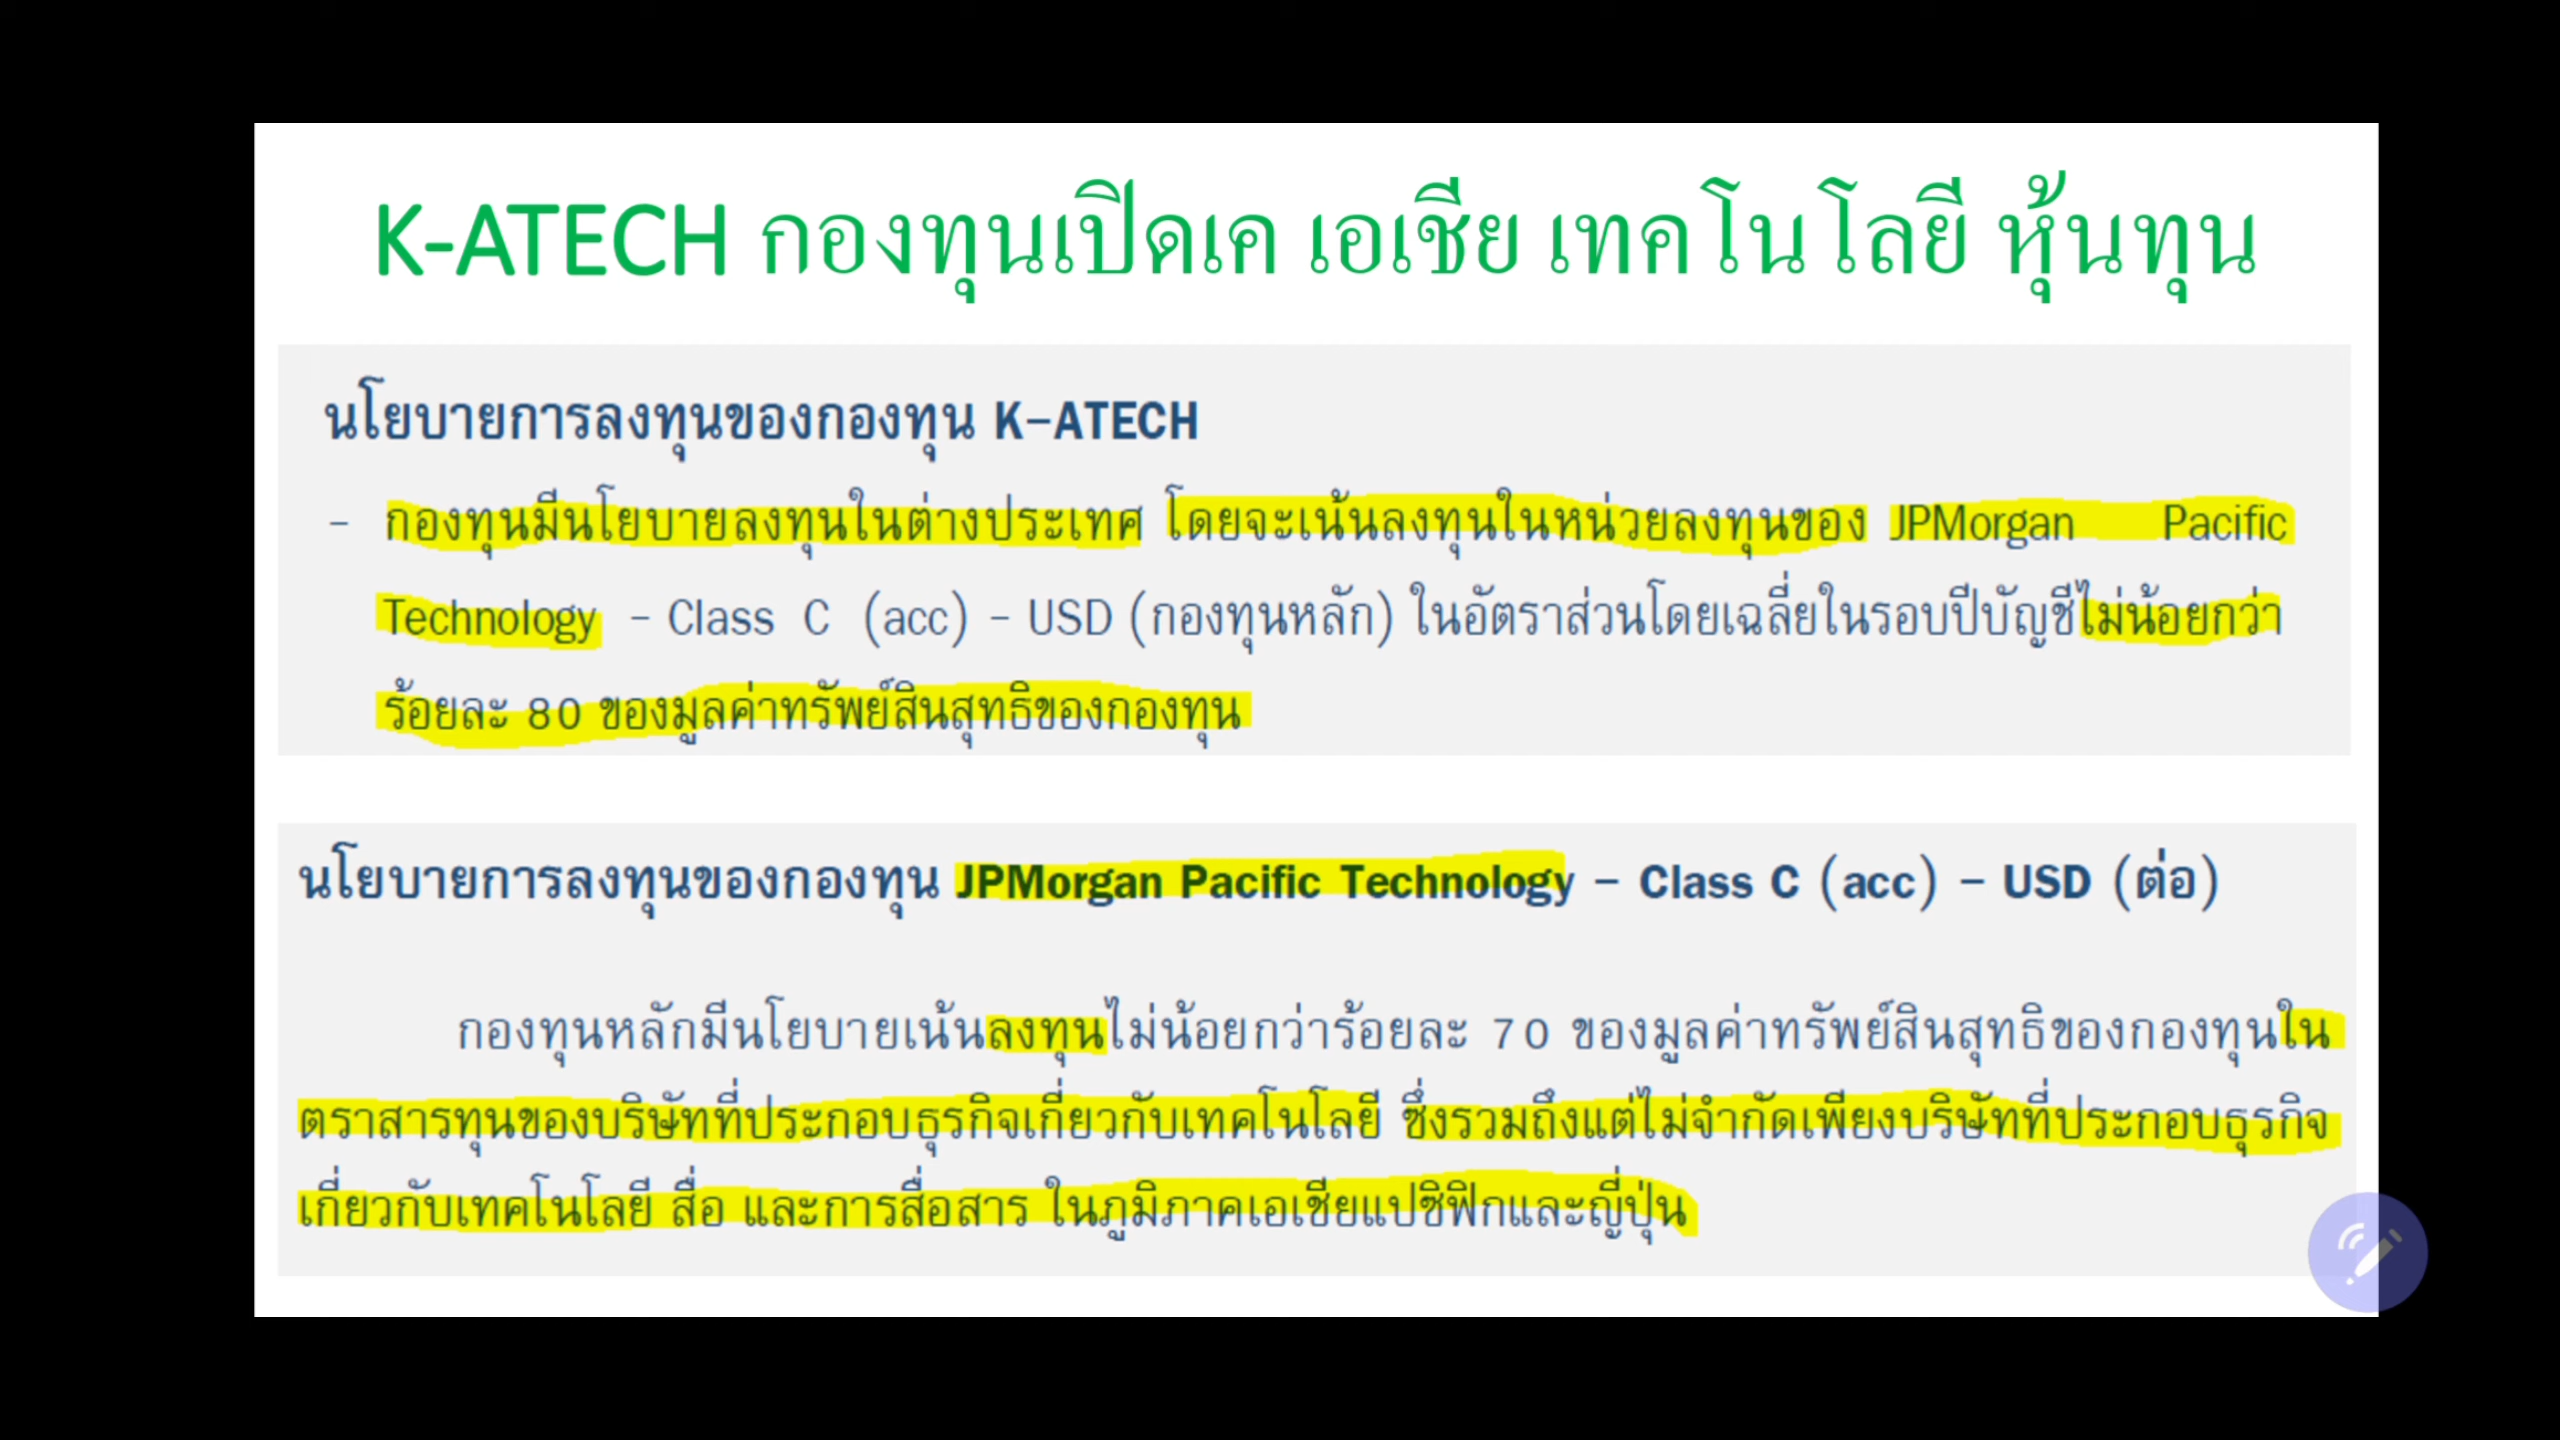 K-ATECH กองทุนเปิดเค เอเชีย เทคโนโลยี หุ้นทุน
นโยบายการลงทุนของกองทุน K-ATECH
- กองทุนมีนโยบายลงทุนในต่างประเทศ โดยจะเน้นลงทุนในหน่วยลงทุนของ JPMorgan Pacific
Technology - Class C (acc) - USD (กองทุนหลัก) ในอัตราส่วนโดยเฉลี่ยในรอบปีบัญชีไม่น้อยกว่า
ร้อยละ 80 ของมูลค่าทรัพย์สินสุทธิของกองทุน
นโยบายการลงทุนของกองทุน JPMorgan Pacific Technology - Class C (acc) - USD (ต่อ)
กองทุนหลักมีนโยบายเน้นลงทุนไม่น้อยกว่าร้อยละ 70 ของมูลค่าทรัพย์สินสุทธิของกองทุนใน
ตราสารทุนของบริษัทที่ประกอบธุรกิจเกี่ยวกับเทคโนโลยี ซึ่งรวมถึงแต่ไม่จำกัดเพียงบริษัทที่ประกอบธุรกิจ
เกี่ยวกับเทคโนโลยี สื่อ และการสื่อสาร ในภูมิภาคเอเชียแปซิฟิกและญี่ปุ่น